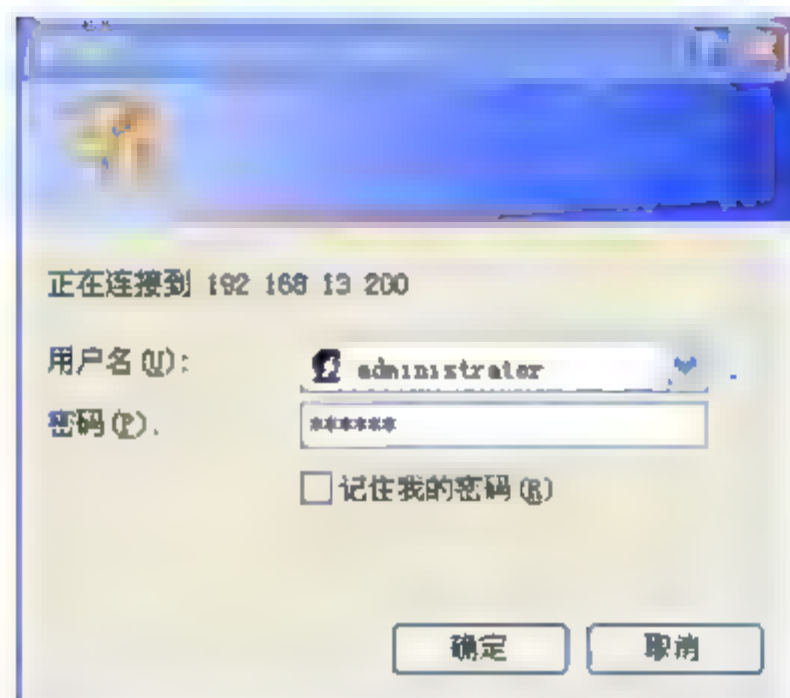 正在连接到 192 168 13 200
用户名(U):
administrator
密码(P).
******
记住我的密码(R)
确定
取消